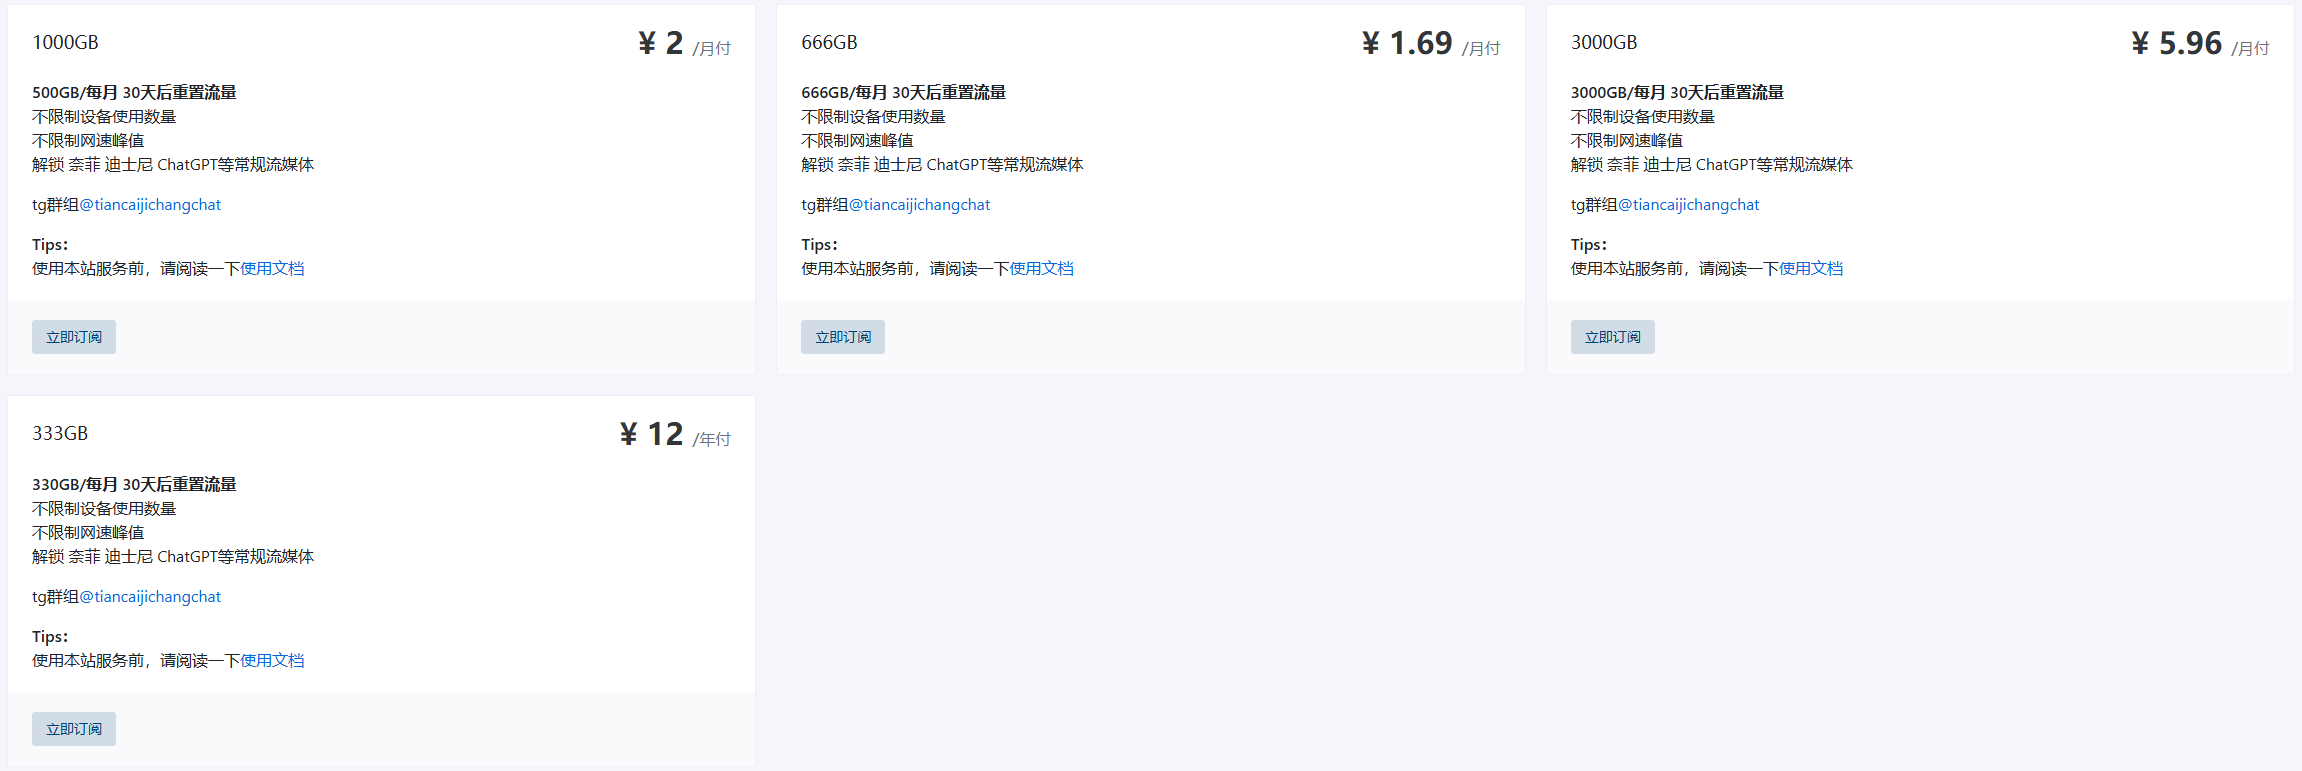 1000GB
¥ 2 /月付
500GB/每月 30天后重置流量
不限制设备使用数量
不限制网速峰值
解锁 奈菲 迪士尼 ChatGPT等常规流媒体
tg群组@tiancaijichangchat
Tips：
使用本站服务前，请阅读一下使用文档
立即订阅
666GB
¥ 1.69 /月付
666GB/每月 30天后重置流量
不限制设备使用数量
不限制网速峰值
解锁 奈菲 迪士尼 ChatGPT等常规流媒体
tg群组@tiancaijichangchat
Tips：
使用本站服务前，请阅读一下使用文档
立即订阅
3000GB
¥ 5.96 /月付
3000GB/每月 30天后重置流量
不限制设备使用数量
不限制网速峰值
解锁 奈菲 迪士尼 ChatGPT等常规流媒体
tg群组@tiancaijichangchat
Tips：
使用本站服务前，请阅读一下使用文档
立即订阅
333GB
¥ 12 /年付
330GB/每月 30天后重置流量
不限制设备使用数量
不限制网速峰值
解锁 奈菲 迪士尼 ChatGPT等常规流媒体
tg群组@tiancaijichangchat
Tips：
使用本站服务前，请阅读一下使用文档
立即订阅